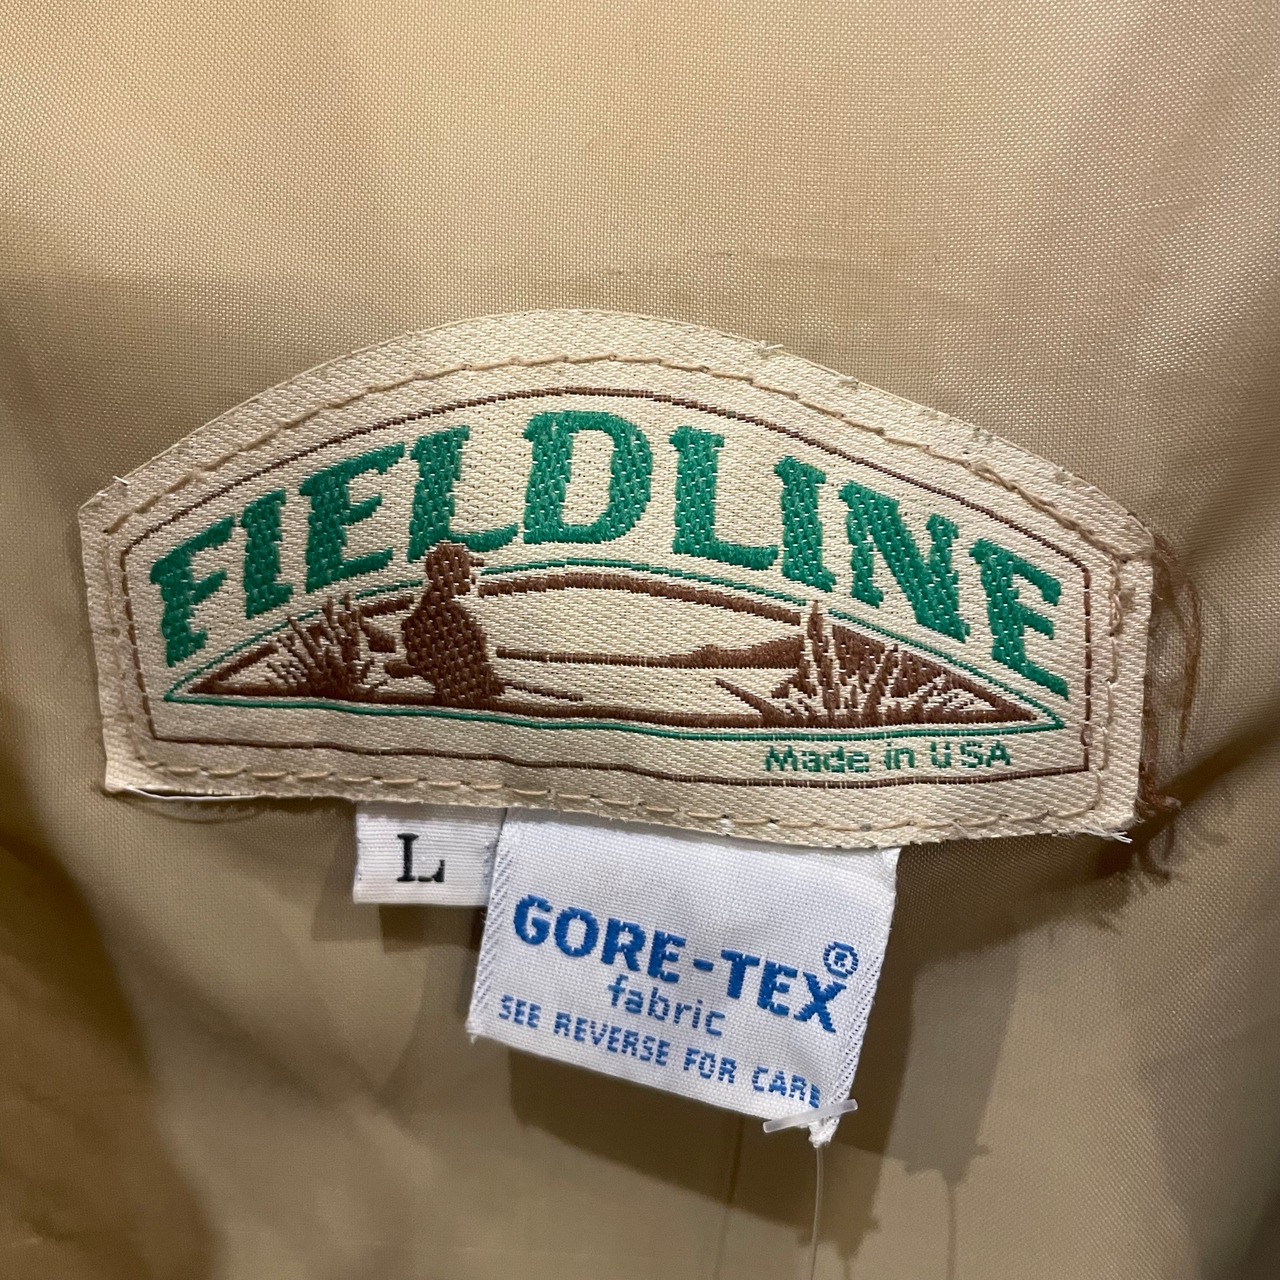 FIELDLINE
Made in USA
L
GORE-TEX®
fabric
SEE REVERSE FOR CARE